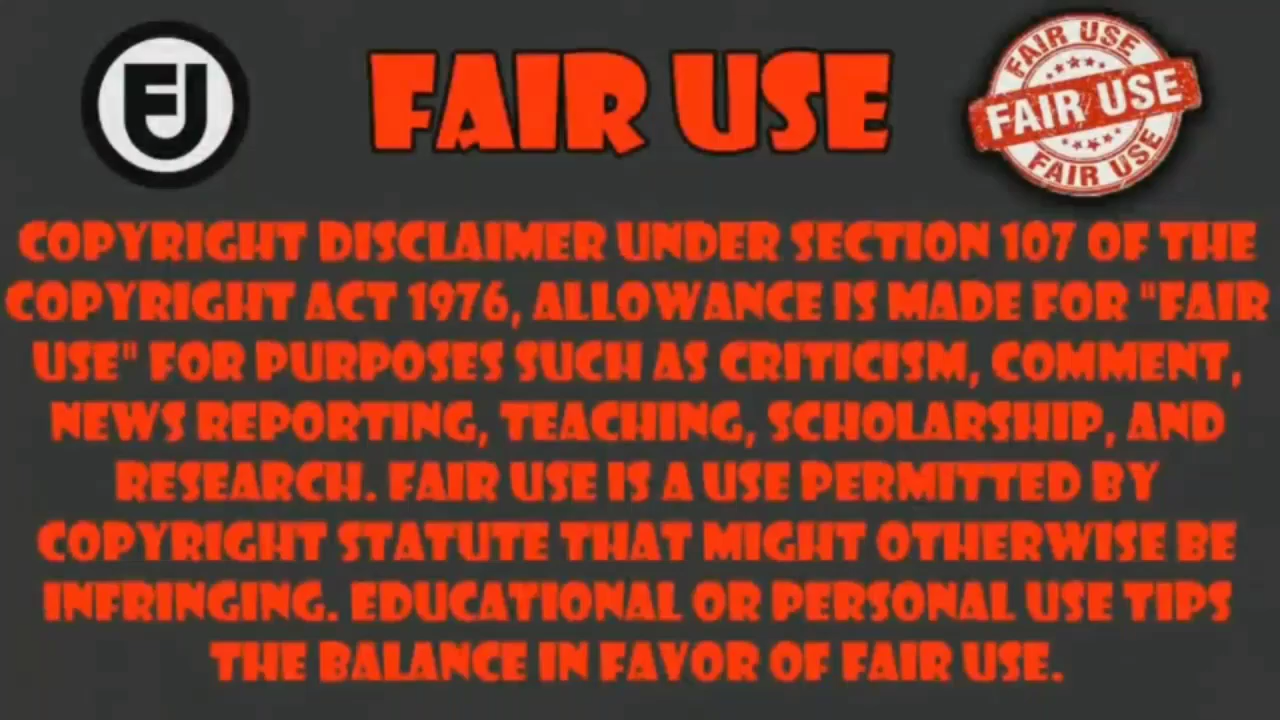 FU
FAIR USE
FAIR USE
FAIR USE
FAIR USE
COPYRIGHT DISCLAIMER UNDER SECTION 107 OF THE
COPYRIGHT ACT 1976, ALLOWANCE IS MADE FOR "FAIR
USE" FOR PURPOSES SUCH AS CRITICISM, COMMENT,
NEWS REPORTING, TEACHING, SCHOLARSHIP, AND
RESEARCH. FAIR USE IS A USE PERMITTED BY
COPYRIGHT STATUTE THAT MIGHT OTHERWISE BE
INFRINGING. EDUCATIONAL OR PERSONAL USE TIPS
THE BALANCE IN FAVOR OF FAIR USE.